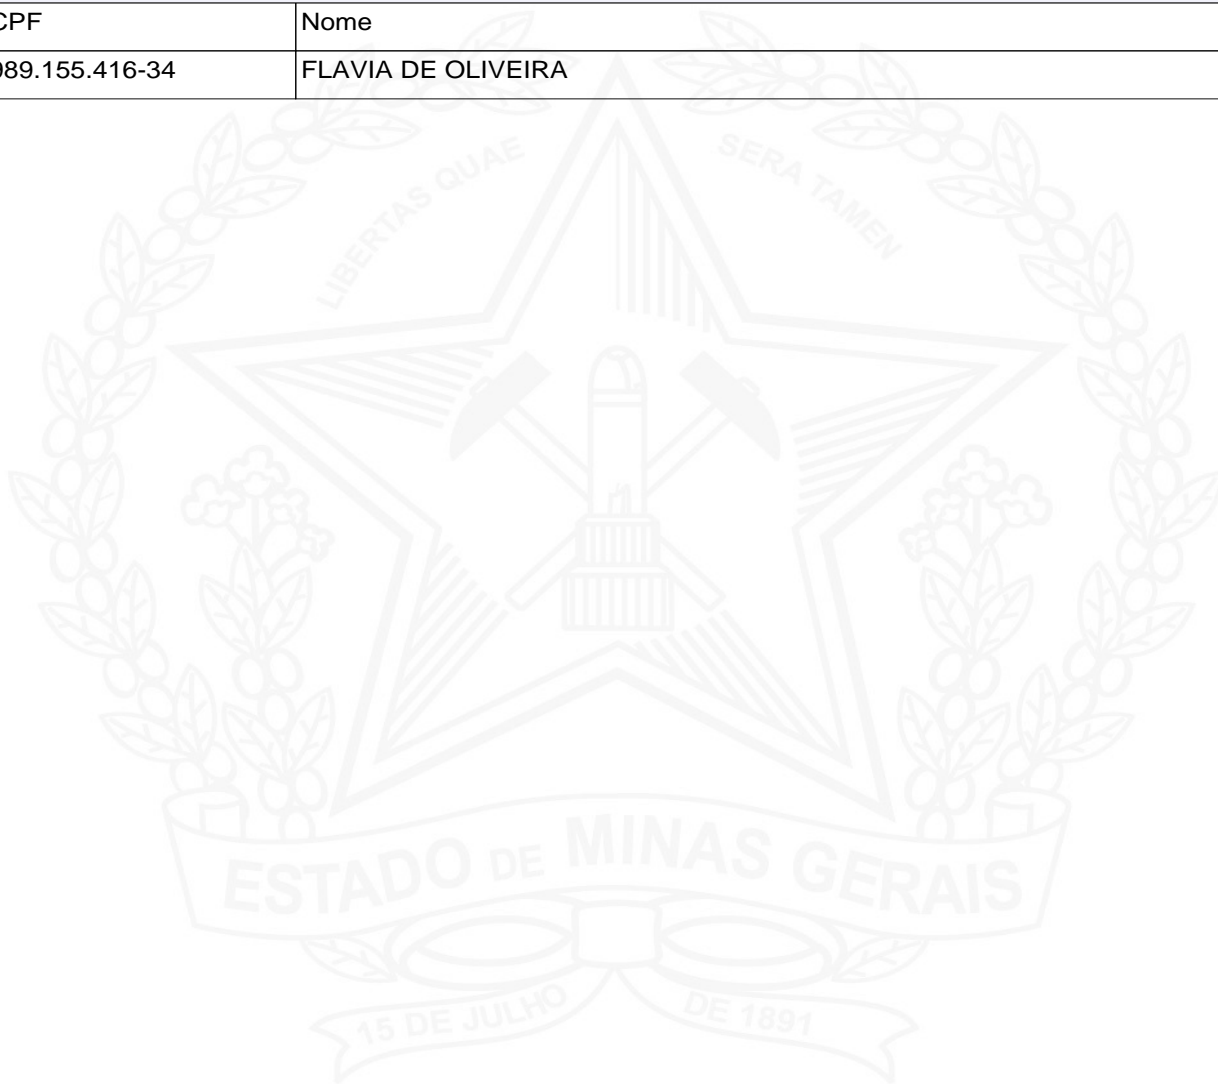 CPF Nome
989.155.416-34 FLAVIA DE OLIVEIRA
LIBERTAS QUAE SERA TAMEN
ESTADO DE MINAS GERAIS
15 DE JULHO DE 1891